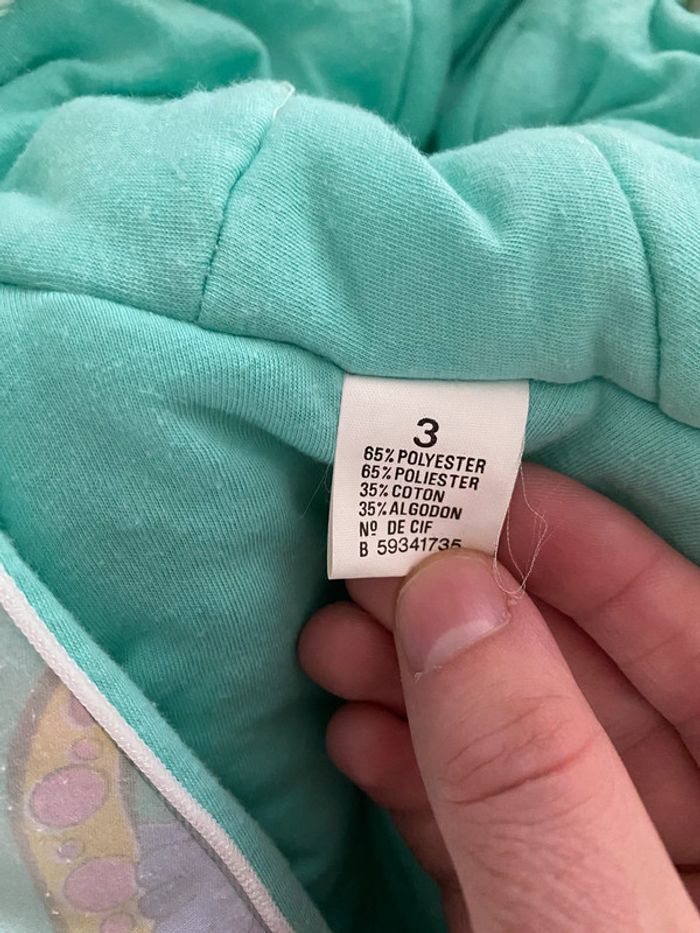 3
65% POLYESTER
65% POLIESTER
35% COTON
35% ALGODON
Nº DE CIF
B 59341735